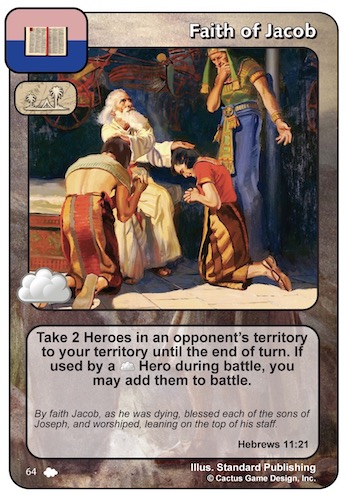 Faith of Jacob
Take 2 Heroes in an opponent's territory
to your territory until the end of turn. If
used by a Hero during battle, you
may add them to battle.
By faith Jacob, as he was dying, blessed each of the sons of
Joseph, and worshiped, leaning on the top of his staff.
Hebrews 11:21
64
Illus. Standard Publishing
© Cactus Game Design, Inc.